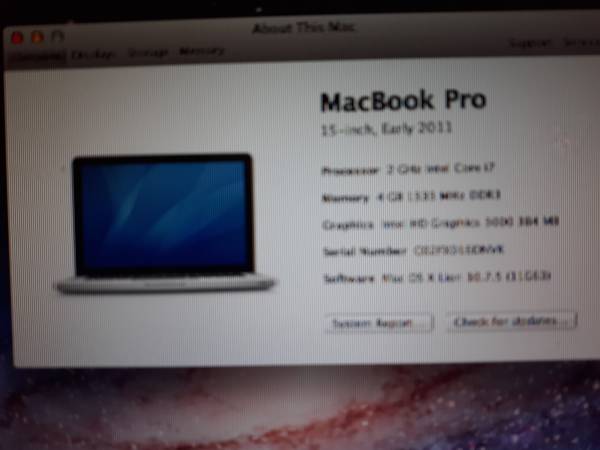 About This Mac
Displays Storage Memory
Support Service
MacBook Pro
15-inch, Early 2011
Processor 2 GHz Intel Core i7
Memory 4 GB 1333 MHz DDR3
Graphics Intel HD Graphics 3000 384 MB
Serial Number
Software Mac OS X Lion 10.7.5 (11G63)
System Report...
Check for updates...